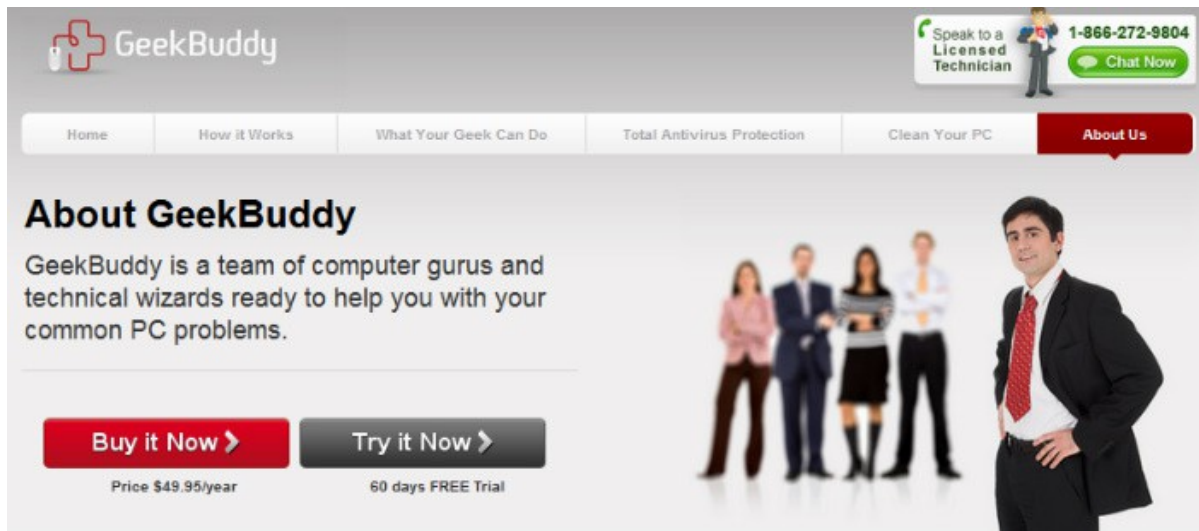 GeekBuddy
Speak to a
Licensed
Technician
1-866-272-9804
Chat Now
Home
How it Works
What Your Geek Can Do
Total Antivirus Protection
Clean Your PC
About Us
About GeekBuddy
GeekBuddy is a team of computer gurus and
technical wizards ready to help you with your
common PC problems.
Buy it Now
Try it Now
Price $49.95/year
60 days FREE Trial